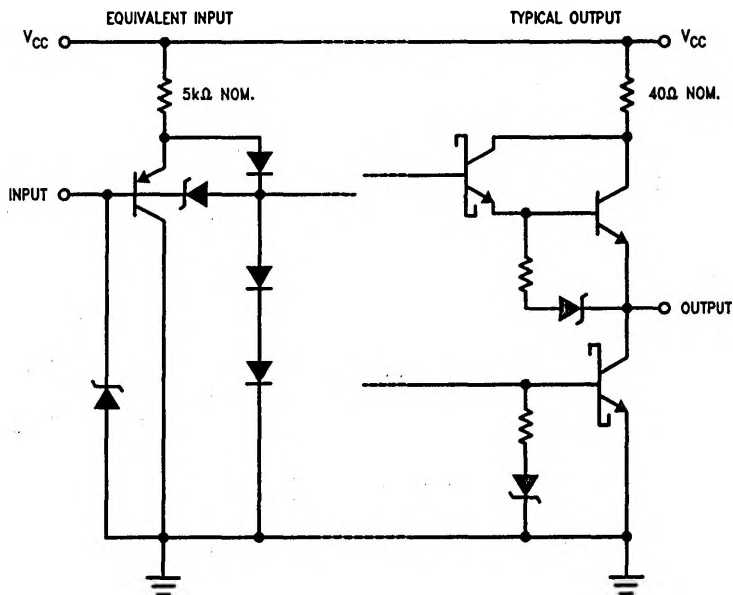 EQUIVALENT INPUT
TYPICAL OUTPUT
VCC
VCC
5kΩ NOM.
40Ω NOM.
INPUT
OUTPUT